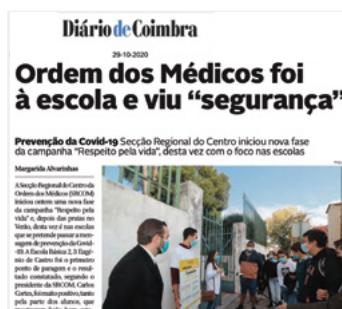 Diário de Coimbra
29-10-2020
Ordem dos Médicos foi
à escola e viu “segurança”
Prevenção da Covid-19 Secção Regional do Centro iniciou nova fase
da campanha “Respeito pela vida”, desta vez com o foco nas escolas
Margarida Alvarinhas
A Secção Regional do Centro da
Ordem dos Médicos (SRCOM)
iniciou ontem uma nova fase
da campanha “Respeito pela
vida” e, depois das praias no
Verão, desta vez é nas escolas
que se pretende passar a men-
sagem de prevenção da Covid-
-19. A Escola Básica 2,3 Eugé-
nio de Castro foi o primeiro
ponto de paragem e o resul-
tado constatado, segundo o
presidente da SRCOM, Carlos
Cortes, foi muito positivo, tanto
pela parte dos alunos, que